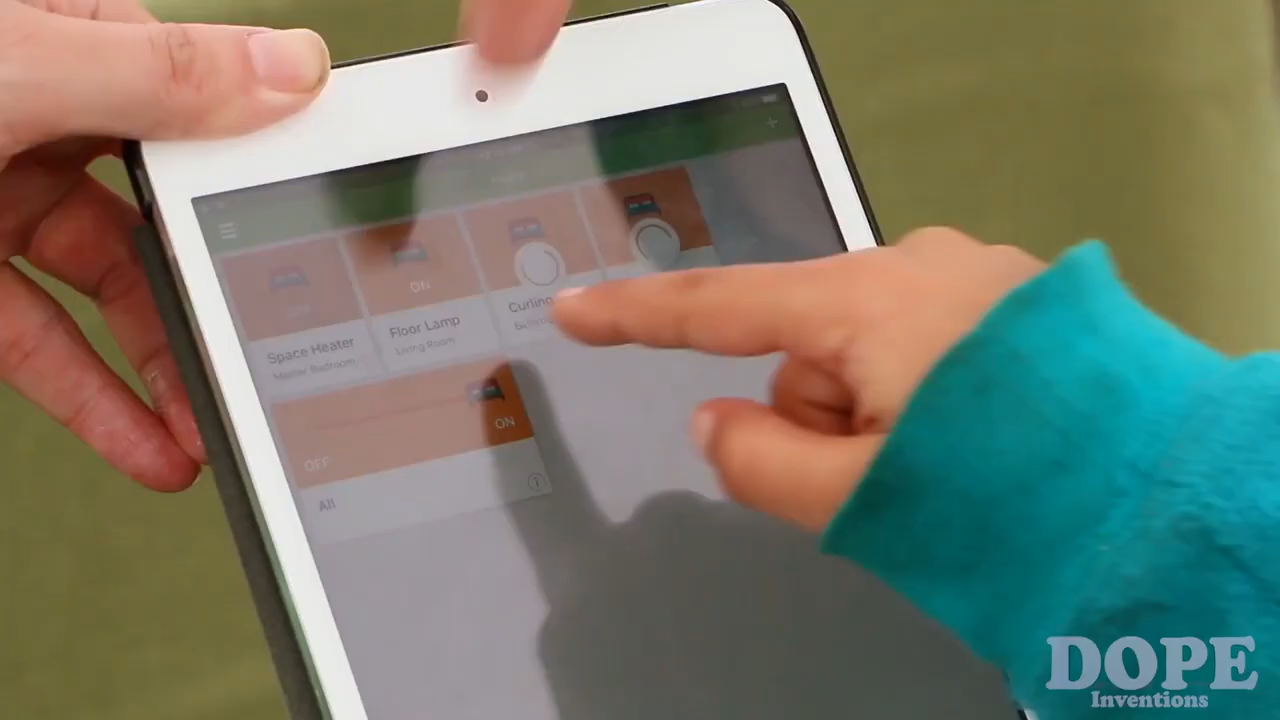 ON
Space Heater
Master Bedroom
Floor Lamp
Living Room
Curling
OFF
ON
All
DOPE
Inventions